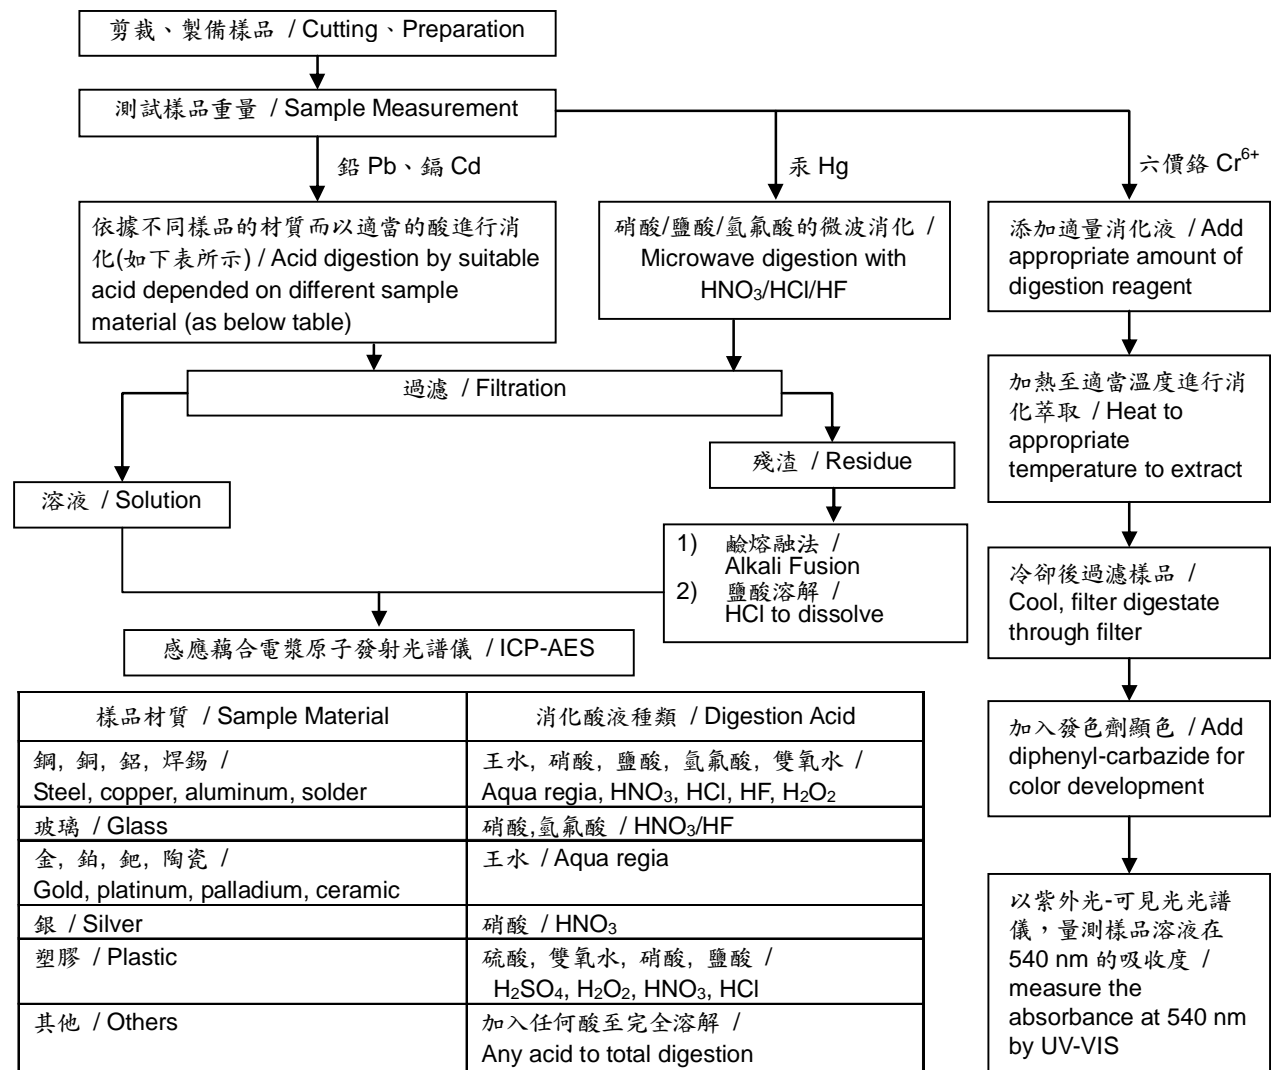 剪裁、製備樣品 / Cutting、Preparation
測試樣品重量 / Sample Measurement
鉛 Pb、鎘 Cd
汞 Hg
六價鉻 Cr⁶⁺
依據不同樣品的材質而以適當的酸進行消
化(如下表所示) / Acid digestion by suitable
acid depended on different sample
material (as below table)
硝酸/鹽酸/氫氟酸的微波消化 /
Microwave digestion with
HNO₃/HCl/HF
添加適量消化液 / Add
appropriate amount of
digestion reagent
過濾 / Filtration
加熱至適當溫度進行消
化萃取 / Heat to
appropriate
temperature to extract
溶液 / Solution
殘渣 / Residue
1) 鹼熔融法 /
Alkali Fusion
2) 鹽酸溶解 /
HCl to dissolve
冷卻後過濾樣品 /
Cool, filter digestate
through filter
感應藕合電漿原子發射光譜儀 / ICP-AES
加入發色劑顯色 / Add
diphenyl-carbazide for
color development
以紫外光-可見光光譜
儀，量測樣品溶液在
540 nm 的吸收度 /
measure the
absorbance at 540 nm
by UV-VIS
樣品材質 / Sample Material
消化酸液種類 / Digestion Acid
鋼, 銅, 鋁, 焊錫 /
Steel, copper, aluminum, solder
王水, 硝酸, 鹽酸, 氫氟酸, 雙氧水 /
Aqua regia, HNO₃, HCl, HF, H₂O₂
玻璃 / Glass
硝酸,氫氟酸 / HNO₃/HF
金, 鉑, 鈀, 陶瓷 /
Gold, platinum, palladium, ceramic
王水 / Aqua regia
銀 / Silver
硝酸 / HNO₃
塑膠 / Plastic
硫酸, 雙氧水, 硝酸, 鹽酸 /
H₂SO₄, H₂O₂, HNO₃, HCl
其他 / Others
加入任何酸至完全溶解 /
Any acid to total digestion